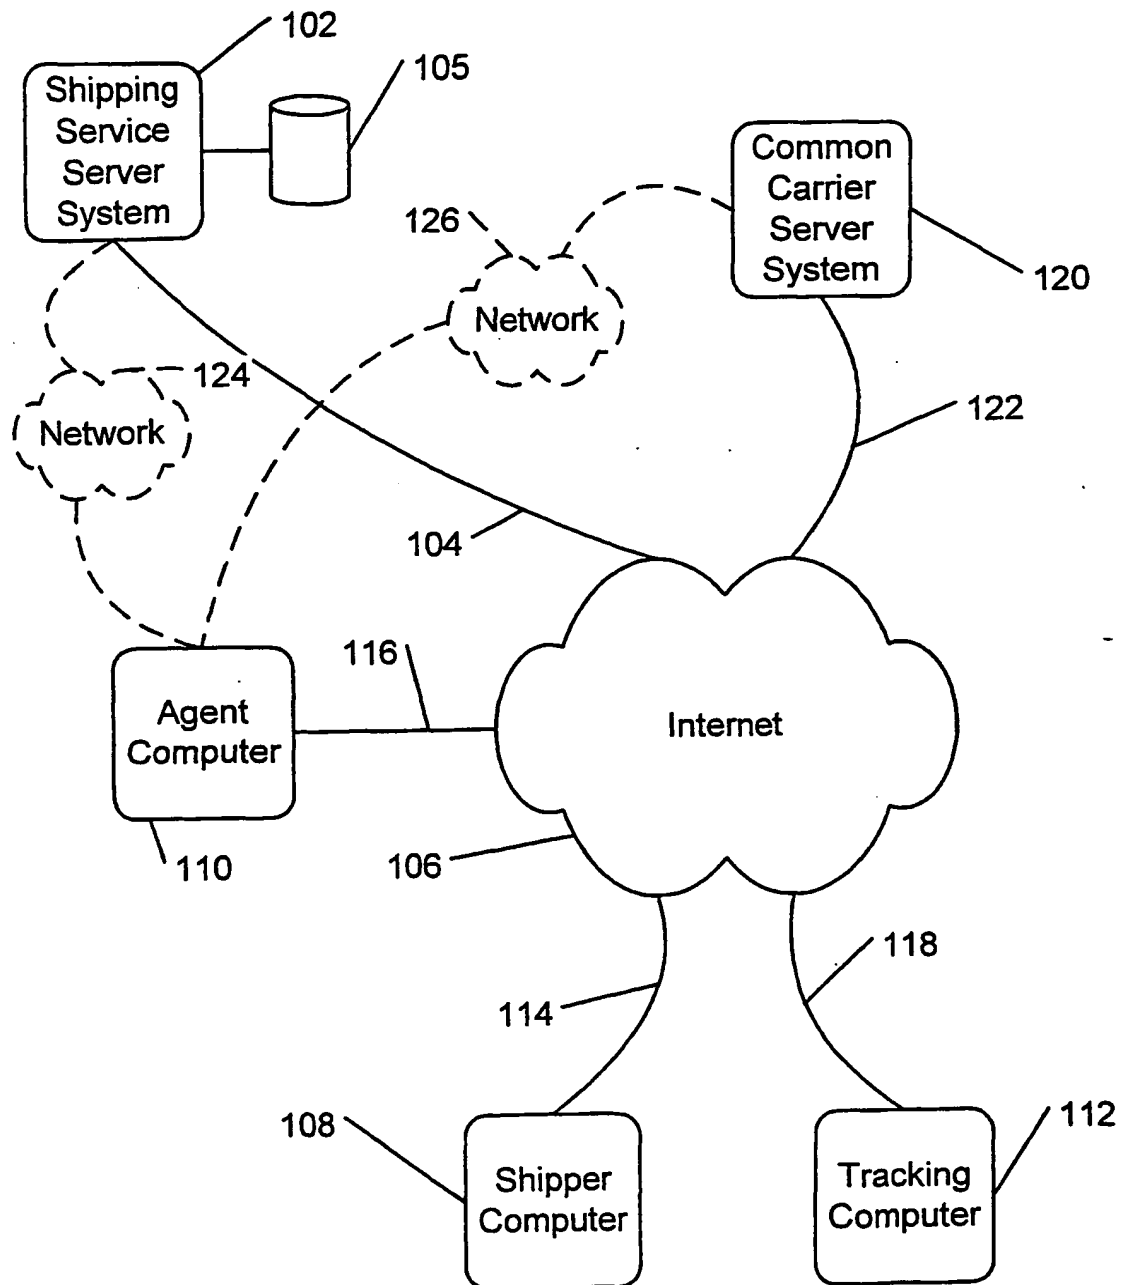 102
105
Shipping
Service
Server
System
Common
Carrier
Server
System
126
120
Network
124
Network
122
104
116
Agent
Computer
Internet
110
106
118
114
108
112
Shipper
Computer
Tracking
Computer